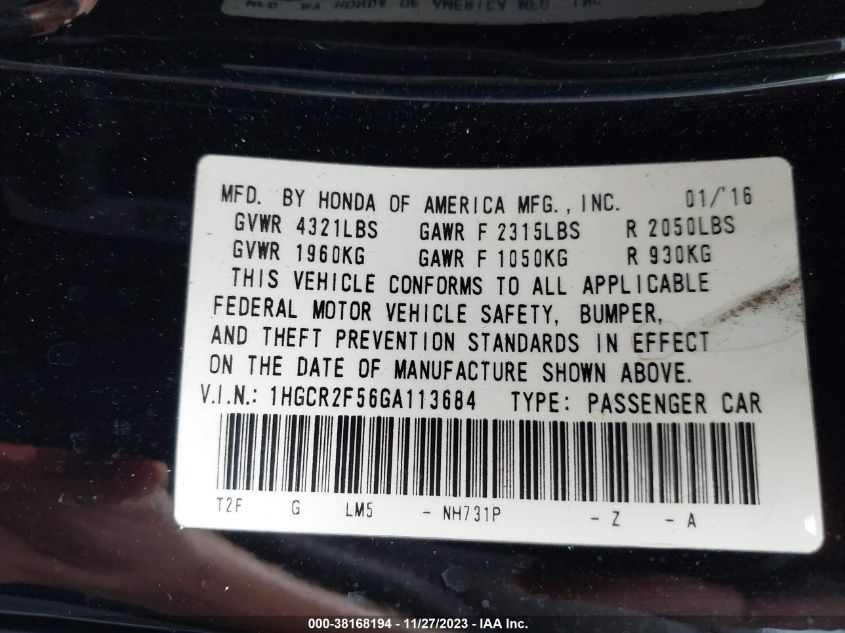 MFD. BY HONDA OF AMERICA MFG., INC. 01/'16
GVWR 4321LBS GAWR F 2315LBS R 2050LBS
GVWR 1960KG GAWR F 1050KG R 930KG
THIS VEHICLE CONFORMS TO ALL APPLICABLE
FEDERAL MOTOR VEHICLE SAFETY, BUMPER,
AND THEFT PREVENTION STANDARDS IN EFFECT
ON THE DATE OF MANUFACTURE SHOWN ABOVE.
V.I.N.: 1HGCR2F56GA113684 TYPE: PASSENGER CAR
T2F G LM5 - NH731P - Z - A
000-38168194 - 11/27/2023 - IAA Inc.